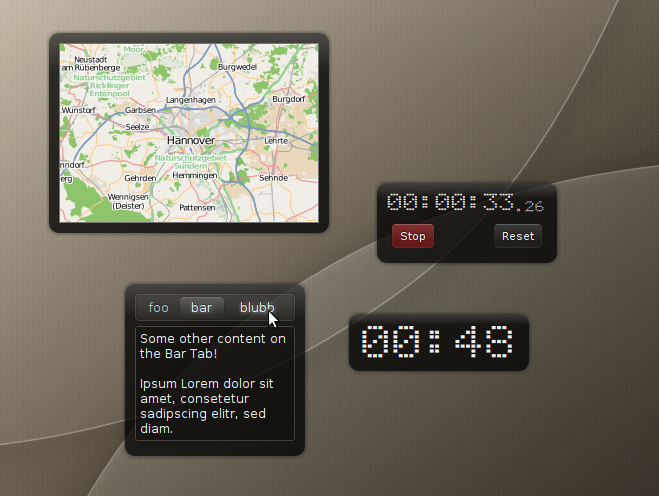 Moor
Neustadt
am Rübenberge
Burgwedel
Naturschutzgebiet
Ricklinger
Entenpool
Langenhagen
Burgdorf
Wunstorf
Garbsen
Seelze
Hannover
Lehrte
Naturschutzgebiet
Sundern
nndorf
erg
Gehrden
Hemmingen
Sehnde
Wennigsen
(Deister)
Pattensen
00:00:33.26
Stop
Reset
foo
bar
blubb
Some other content on
the Bar Tab!
Ipsum Lorem dolor sit
amet, consetetur
sadipscing elitr, sed
diam.
00:48